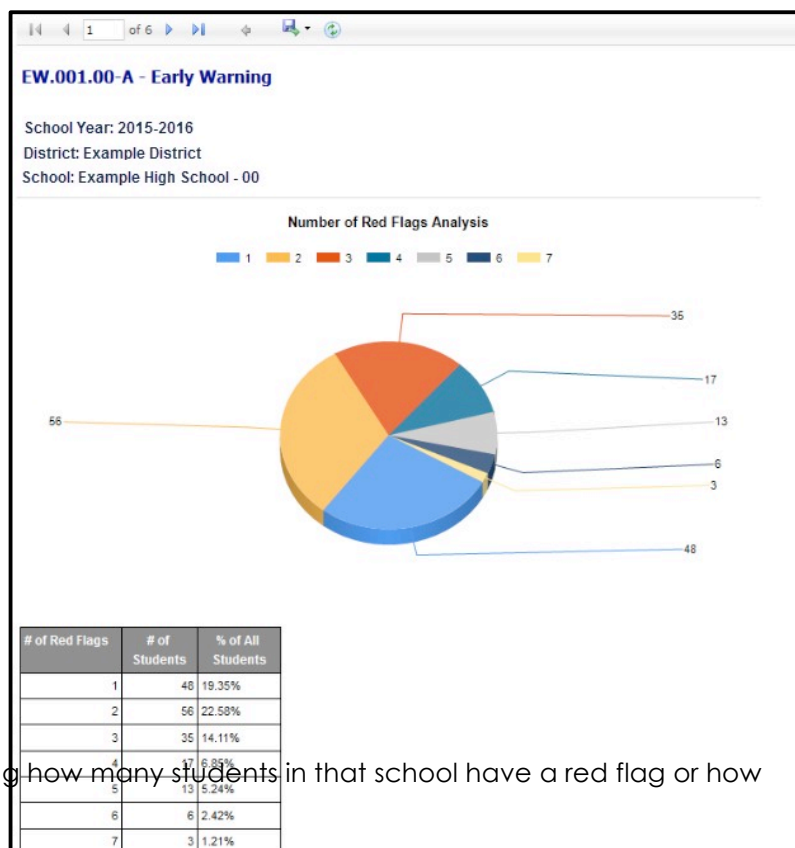 1 of 6
EW.001.00-A - Early Warning
School Year: 2015-2016
District: Example District
School: Example High School - 00
Number of Red Flags Analysis
1 2 3 4 5 6 7
35
17
56
13
6
3
48
# of Red Flags # of Students % of All Students
1 48 19.35%
2 56 22.58%
3 35 14.11%
4 17 6.85%
g how many students in that school have a red flag or how
5 13 5.24%
6 6 2.42%
7 3 1.21%